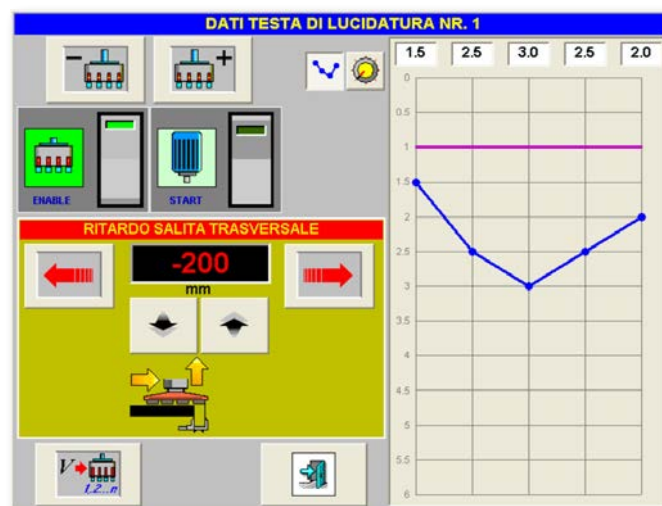 DATI TESTA DI LUCIDATURA NR. 1
- +
1.5 2.5 3.0 2.5 2.0
ENABLE START
RITARDO SALITA TRASVERSALE
-200
mm
V
1,2...n
0
0.5
1
1.5
2
2.5
3
3.5
4
4.5
5
5.5
6